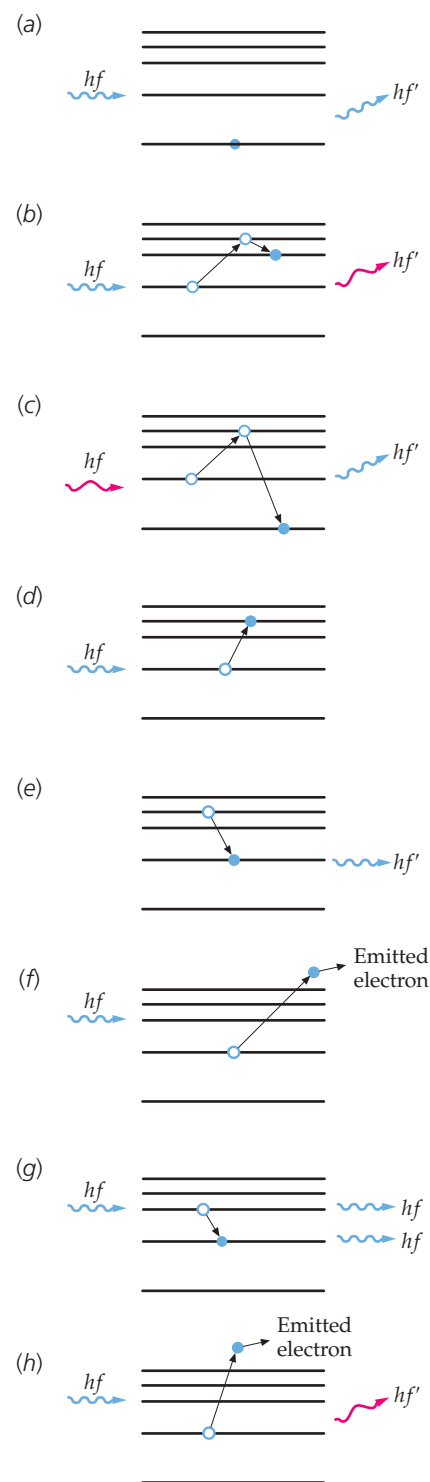 (a)
hf
hf′
(b)
hf
hf′
(c)
hf
hf′
(d)
hf
(e)
hf′
(f)
hf
Emitted
electron
(g)
hf
hf
hf
(h)
hf
Emitted
electron
hf′